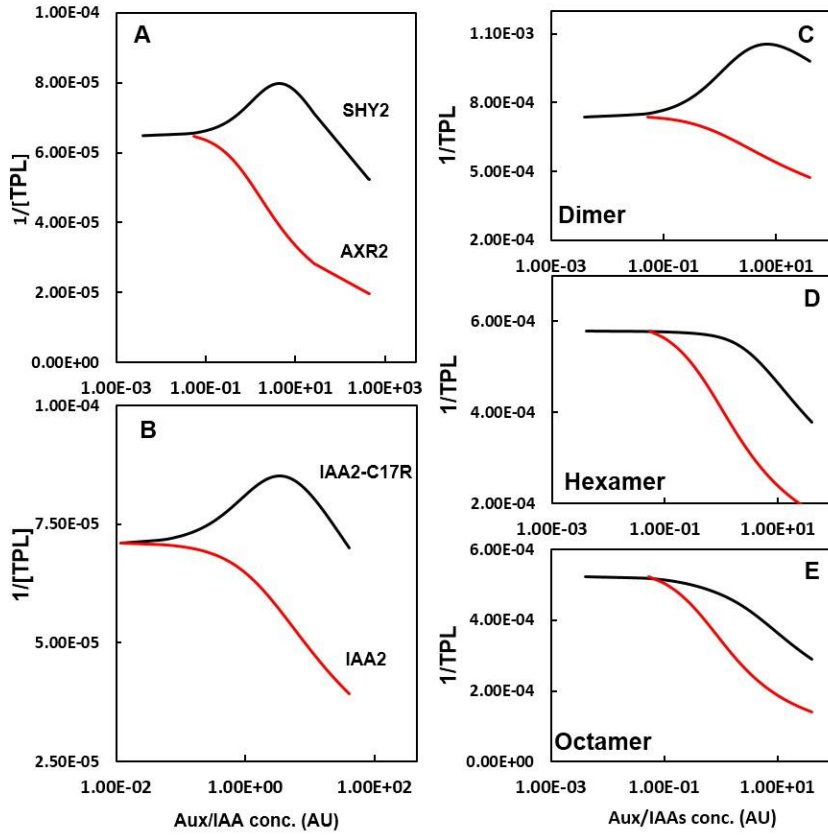 A
1.00E-04
8.00E-05
6.00E-05
4.00E-05
2.00E-05
0.00E+00
1/[TPL]
SHY2
AXR2
1.00E-03 1.00E-01 1.00E+01 1.00E+03
B
1.00E-04
7.50E-05
5.00E-05
2.50E-05
1/[TPL]
IAA2-C17R
IAA2
1.00E-02 1.00E+00 1.00E+02
Aux/IAA conc. (AU)
C
1.10E-03
8.00E-04
5.00E-04
2.00E-04
1/TPL
Dimer
1.00E-03 1.00E-01 1.00E+01
D
6.00E-04
4.00E-04
2.00E-04
1/TPL
Hexamer
1.00E-03 1.00E-01 1.00E+01
E
6.00E-04
4.00E-04
2.00E-04
0.00E+00
1/TPL
Octamer
1.00E-03 1.00E-01 1.00E+01
Aux/IAAs conc. (AU)